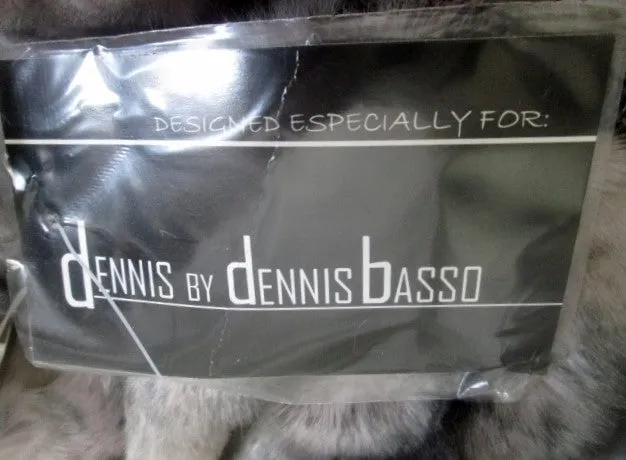 DESIGNED ESPECIALLY FOR:
dENNIS BY dENNIS bASSO